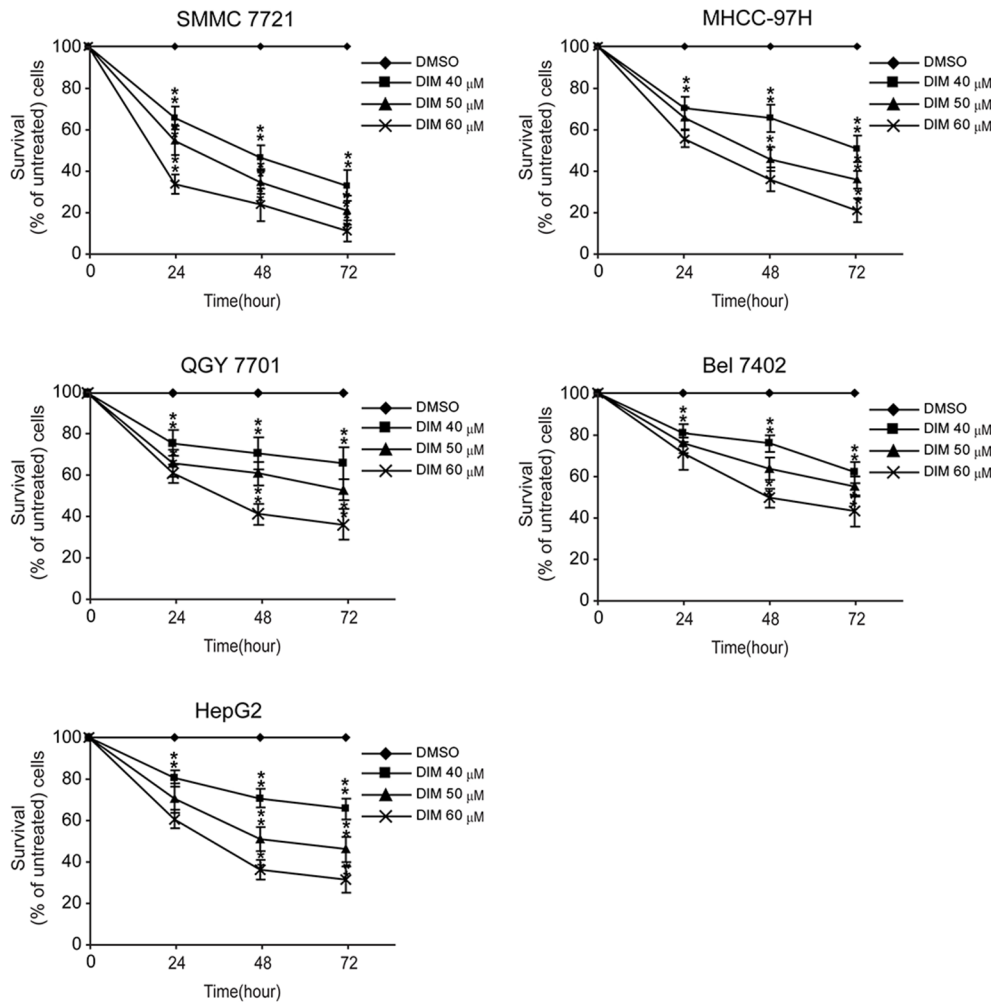 SMMC 7721
Survival
(% of untreated) cells
100
80
60
40
20
0
0 24 48 72
Time(hour)
DMSO
DIM 40 μM
DIM 50 μM
DIM 60 μM
** ** **
** ** **
** ** **
MHCC-97H
Survival
(% of untreated) cells
100
80
60
40
20
0
0 24 48 72
Time(hour)
DMSO
DIM 40 μM
DIM 50 μM
DIM 60 μM
** ** **
QGY 7701
Survival
(% of untreated) cells
100
80
60
40
20
0
0 24 48 72
Time(hour)
DMSO
DIM 40 μM
DIM 50 μM
DIM 60 μM
** ** **
Bel 7402
Survival
(% of untreated) cells
100
80
60
40
20
0
0 24 48 72
Time(hour)
DMSO
DIM 40 μM
DIM 50 μM
DIM 60 μM
** ** **
HepG2
Survival
(% of untreated) cells
100
80
60
40
20
0
0 24 48 72
Time(hour)
DMSO
DIM 40 μM
DIM 50 μM
DIM 60 μM
** ** **